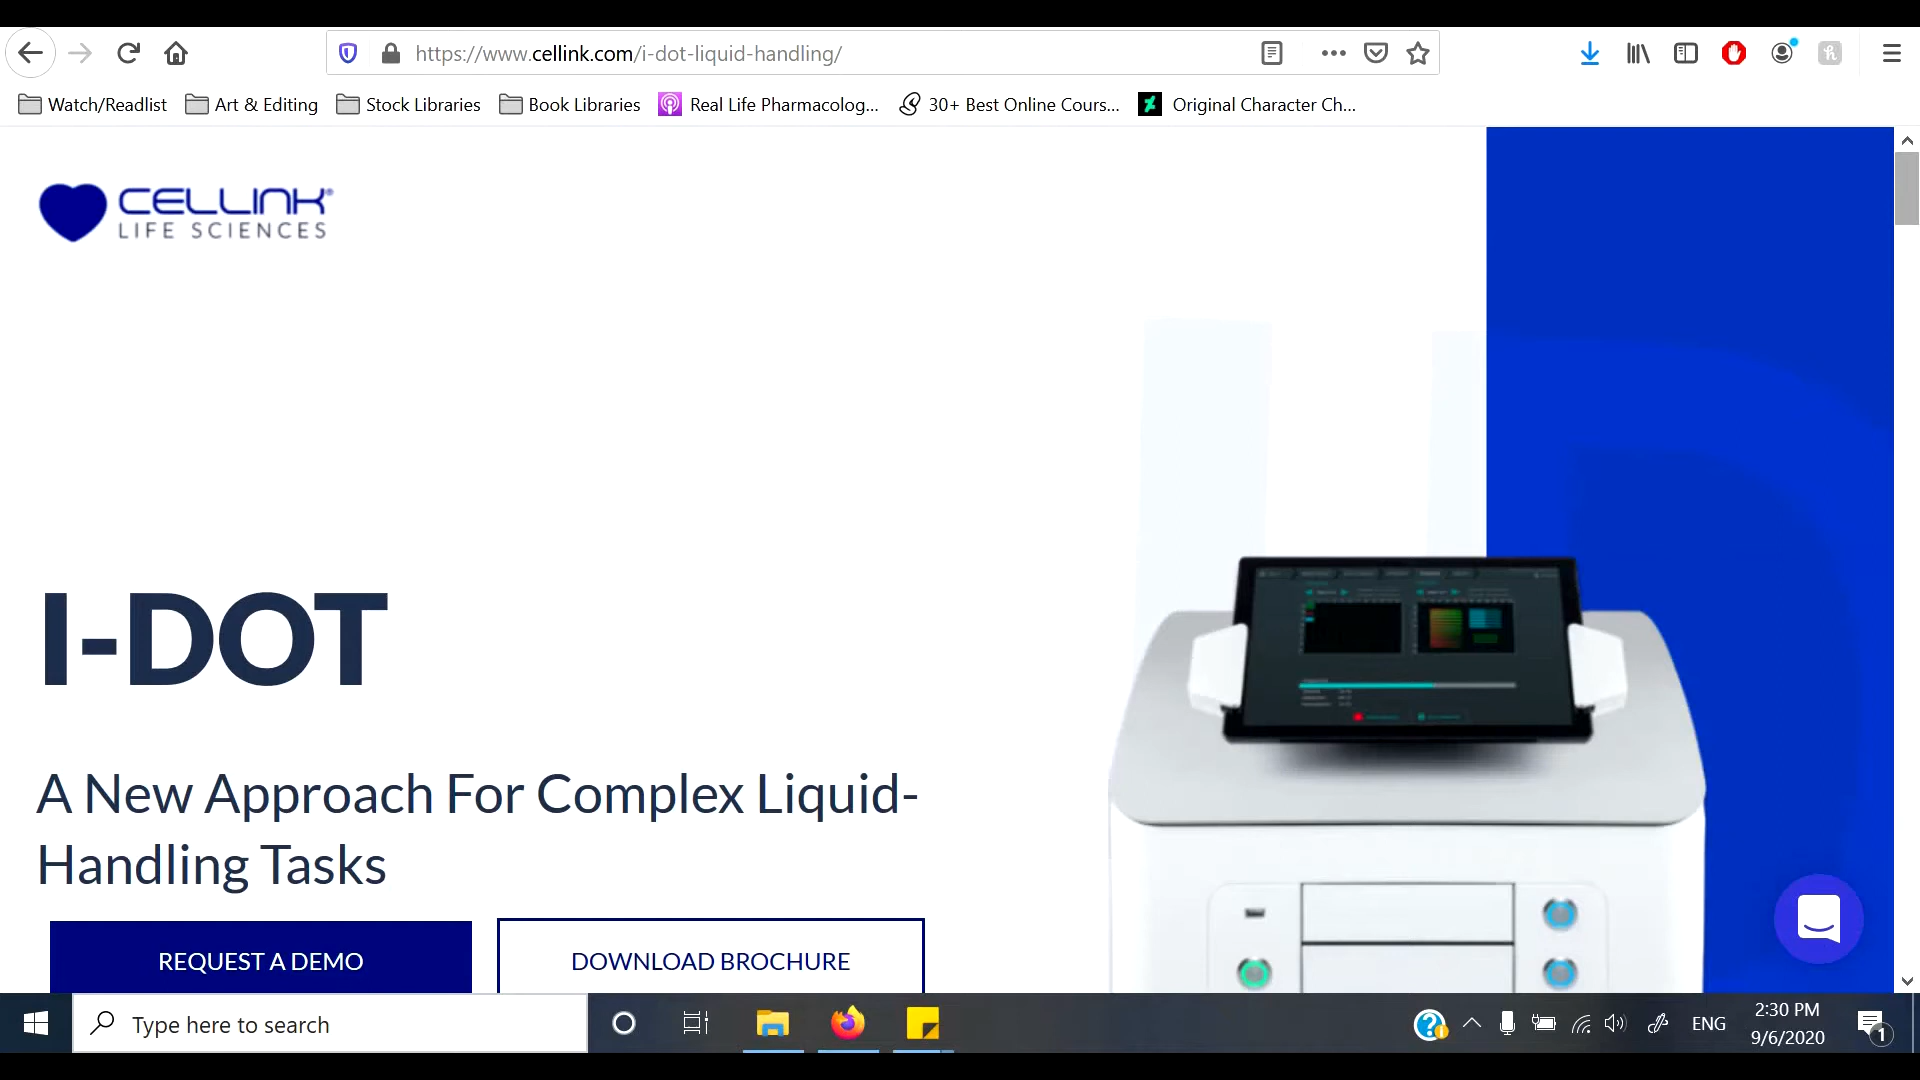 https://www.cellink.com/i-dot-liquid-handling/
Watch/Readlist
Art & Editing
Stock Libraries
Book Libraries
Real Life Pharmacolog...
30+ Best Online Cours...
Original Character Ch...
CELLINK®
LIFE SCIENCES
I-DOT
A New Approach For Complex Liquid-
Handling Tasks
REQUEST A DEMO
DOWNLOAD BROCHURE
Type here to search
ENG
2:30 PM
9/6/2020
1